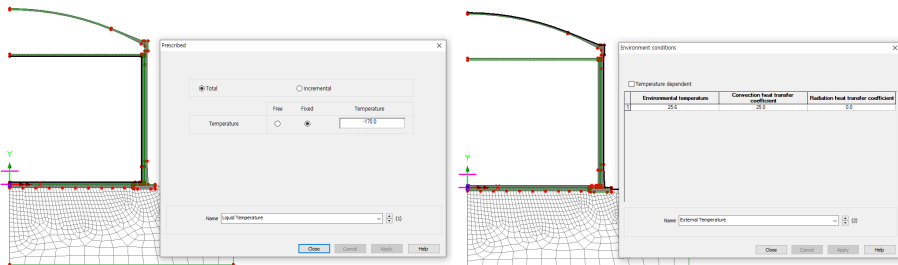 Prescribed
Total Incremental
Free Fixed Temperature
Temperature -170.0
Name Liquid Temperature (1)
Close Cancel Apply Help
Y
X
Environment conditions
Temperature dependent
Environmental temperature Convection heat transfer coefficient Radiation heat transfer coefficient
1 25.6 25.0 0.0
Name External Temperature (2)
Close Cancel Apply Help
Y